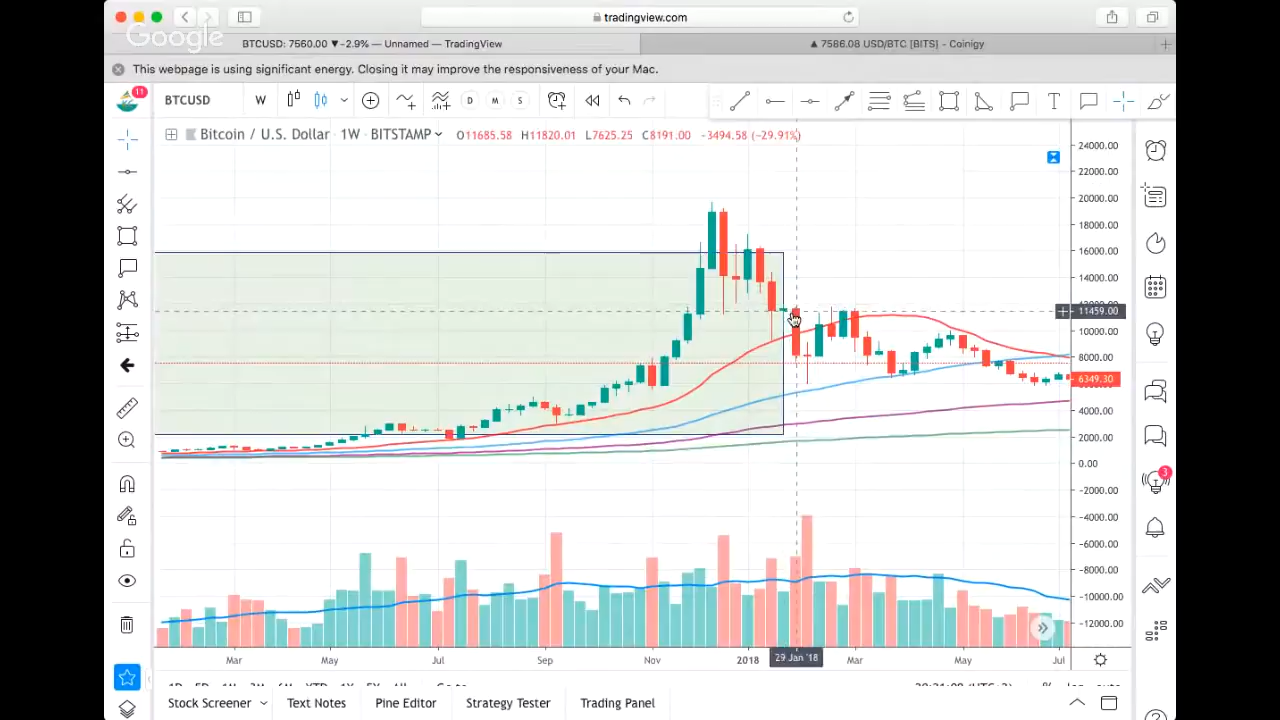 tradingview.com
Google
BTCUSD: 7560.00 ▼−2.9% — Unnamed — TradingView
▲ 7586.08 USD/BTC [BITS] - Coinigy
This webpage is using significant energy. Closing it may improve the responsiveness of your Mac.
11
BTCUSD W D M S T
Bitcoin / U.S. Dollar · 1W · BITSTAMP O11685.58 H11820.01 L7625.25 C8191.00 −3494.58 (−29.91%)
24000.00
22000.00
20000.00
18000.00
16000.00
14000.00
11459.00
10000.00
8000.00
6349.30
4000.00
2000.00
0.00
−2000.00
3
−4000.00
−6000.00
−8000.00
−10000.00
−12000.00
Mar May Jul Sep Nov 2018 29 Jan '18 Mar May Jul
Stock Screener Text Notes Pine Editor Strategy Tester Trading Panel